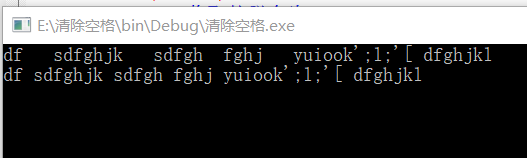 E:\清除空格\bin\Debug\清除空格.exe
df   sdfghjk   sdfgh  fghj   yuiook';l;'[ dfghjkl
df sdfghjk sdfgh fghj yuiook';l;'[ dfghjkl